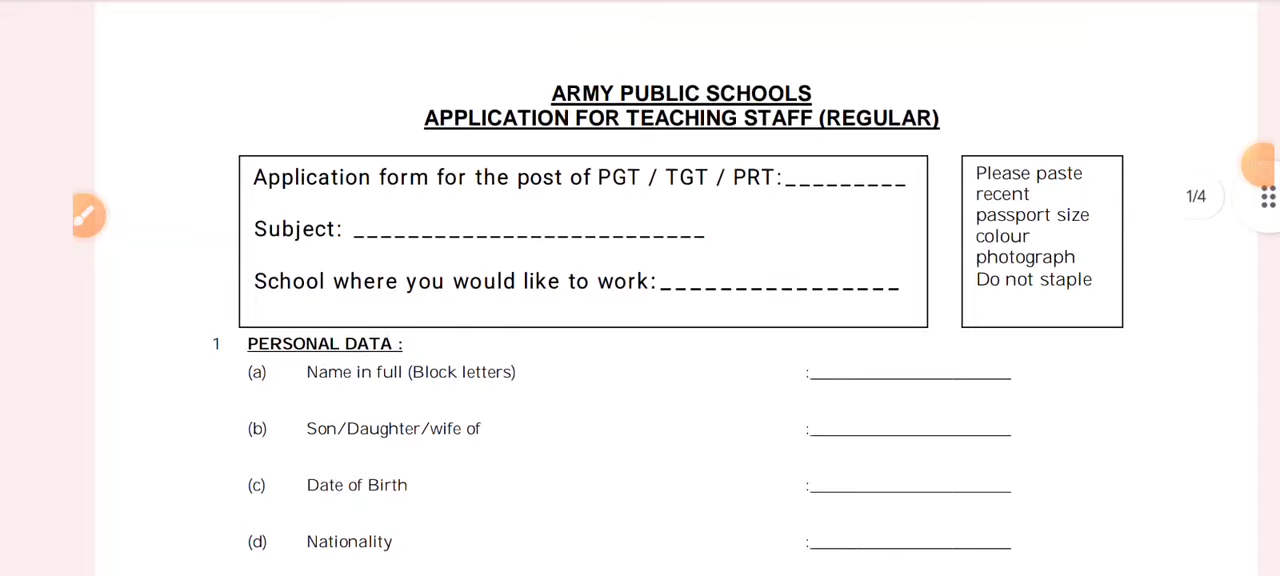 ARMY PUBLIC SCHOOLS
APPLICATION FOR TEACHING STAFF (REGULAR)
Application form for the post of PGT / TGT / PRT:_________
Subject: __________________________
School where you would like to work:________________
Please paste
recent
passport size
colour
photograph
Do not staple
1/4
1 PERSONAL DATA :
(a) Name in full (Block letters) :____________________
(b) Son/Daughter/wife of :____________________
(c) Date of Birth :____________________
(d) Nationality :____________________